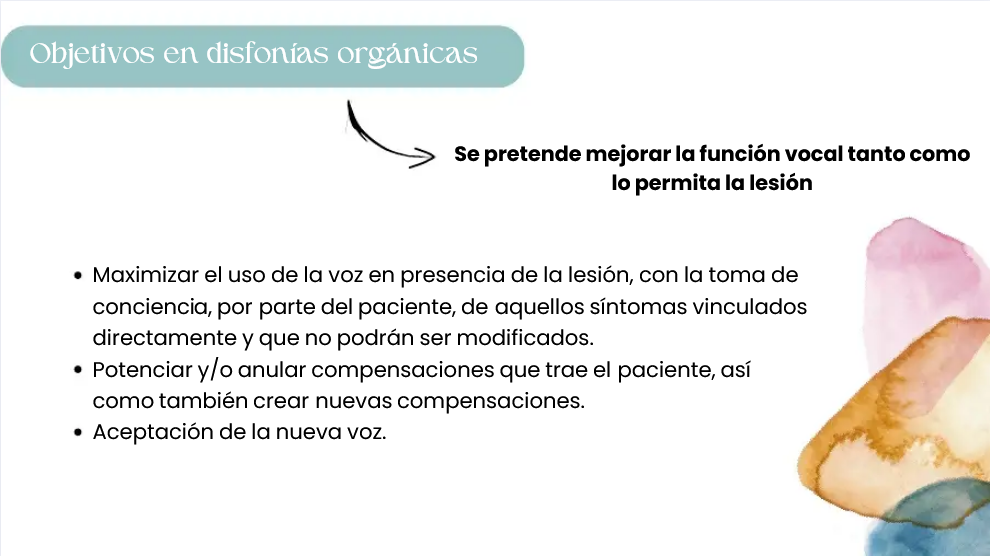 Objetivos en disfonías orgánicas
Se pretende mejorar la función vocal tanto como
lo permita la lesión
• Maximizar el uso de la voz en presencia de la lesión, con la toma de
conciencia, por parte del paciente, de aquellos síntomas vinculados
directamente y que no podrán ser modificados.
• Potenciar y/o anular compensaciones que trae el paciente, así
como también crear nuevas compensaciones.
• Aceptación de la nueva voz.